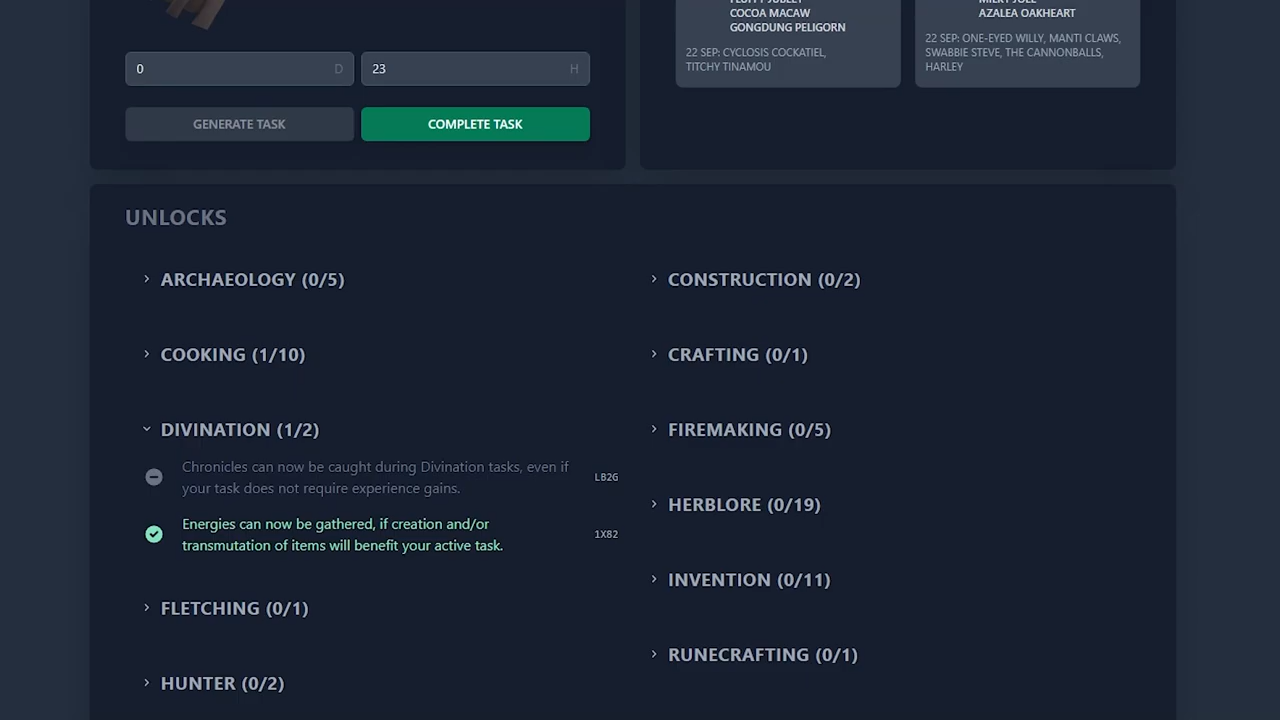 COCOA MACAW
GONGDUNG PELIGORN
22 SEP: CYCLOSIS COCKATIEL,
TITCHY TINAMOU
AZALEA OAKHEART
22 SEP: ONE-EYED WILLY, MANTI CLAWS,
SWABBIE STEVE, THE CANNONBALLS,
HARLEY
0 D
23 H
GENERATE TASK
COMPLETE TASK
UNLOCKS
ARCHAEOLOGY (0/5)
COOKING (1/10)
DIVINATION (1/2)
Chronicles can now be caught during Divination tasks, even if
your task does not require experience gains.
LB2G
Energies can now be gathered, if creation and/or
transmutation of items will benefit your active task.
1X82
FLETCHING (0/1)
HUNTER (0/2)
CONSTRUCTION (0/2)
CRAFTING (0/1)
FIREMAKING (0/5)
HERBLORE (0/19)
INVENTION (0/11)
RUNECRAFTING (0/1)